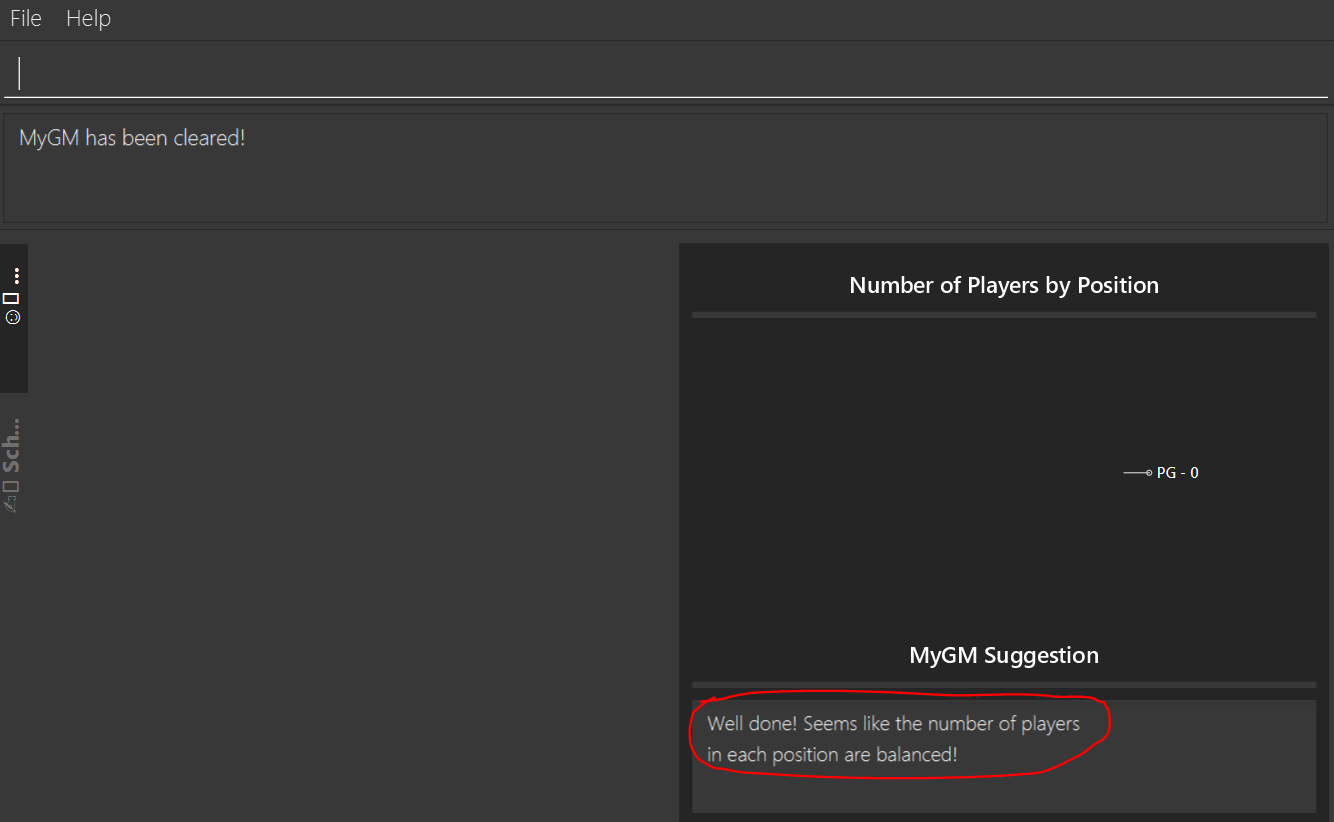 File Help
MyGM has been cleared!
...
Sch...
Number of Players by Position
PG - 0
MyGM Suggestion
Well done! Seems like the number of players
in each position are balanced!